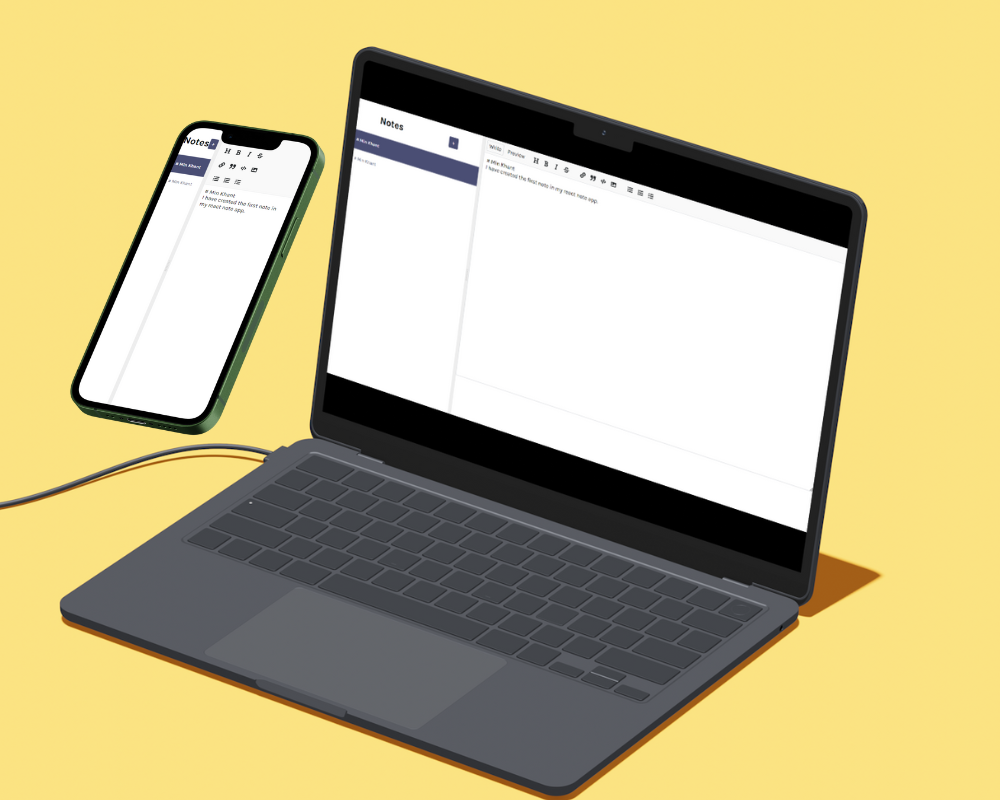 Notes
+
# Min Khant
# Min Khant
H B I S
# Min Khant
I have created the first note in
my react note app.
Notes
+
# Min Khant
# Min Khant
Write Preview H B I S
# Min Khant
I have created the first note in my react note app.